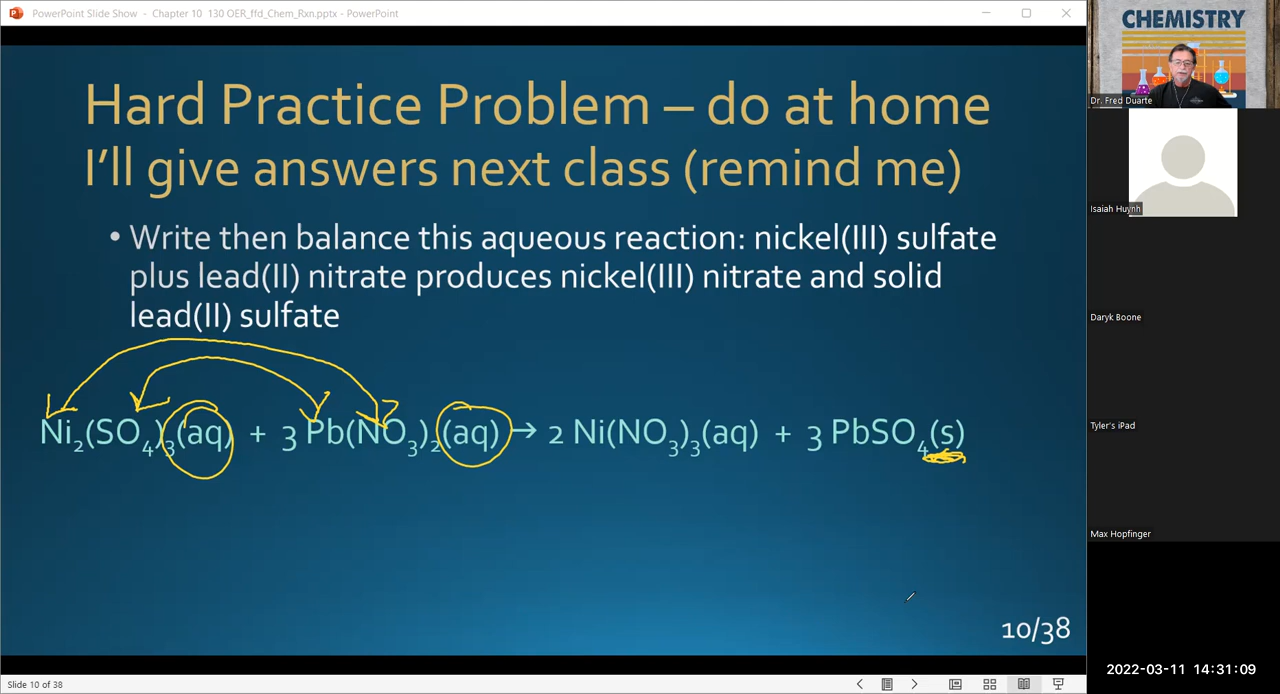 PowerPoint Slide Show - Chapter 10 130 OER_ffd_Chem_Rxn.pptx - PowerPoint
CHEMISTRY
Dr. Fred Duarte
Isaiah Huynh
Daryk Boone
Tyler's iPad
Max Hopfinger
2022-03-11 14:31:09
Hard Practice Problem – do at home
I'll give answers next class (remind me)
• Write then balance this aqueous reaction: nickel(III) sulfate
plus lead(II) nitrate produces nickel(III) nitrate and solid
lead(II) sulfate
Ni₂(SO₄)₃(aq) + 3 Pb(NO₃)₂(aq) → 2 Ni(NO₃)₃(aq) + 3 PbSO₄(s)
10/38
Slide 10 of 38